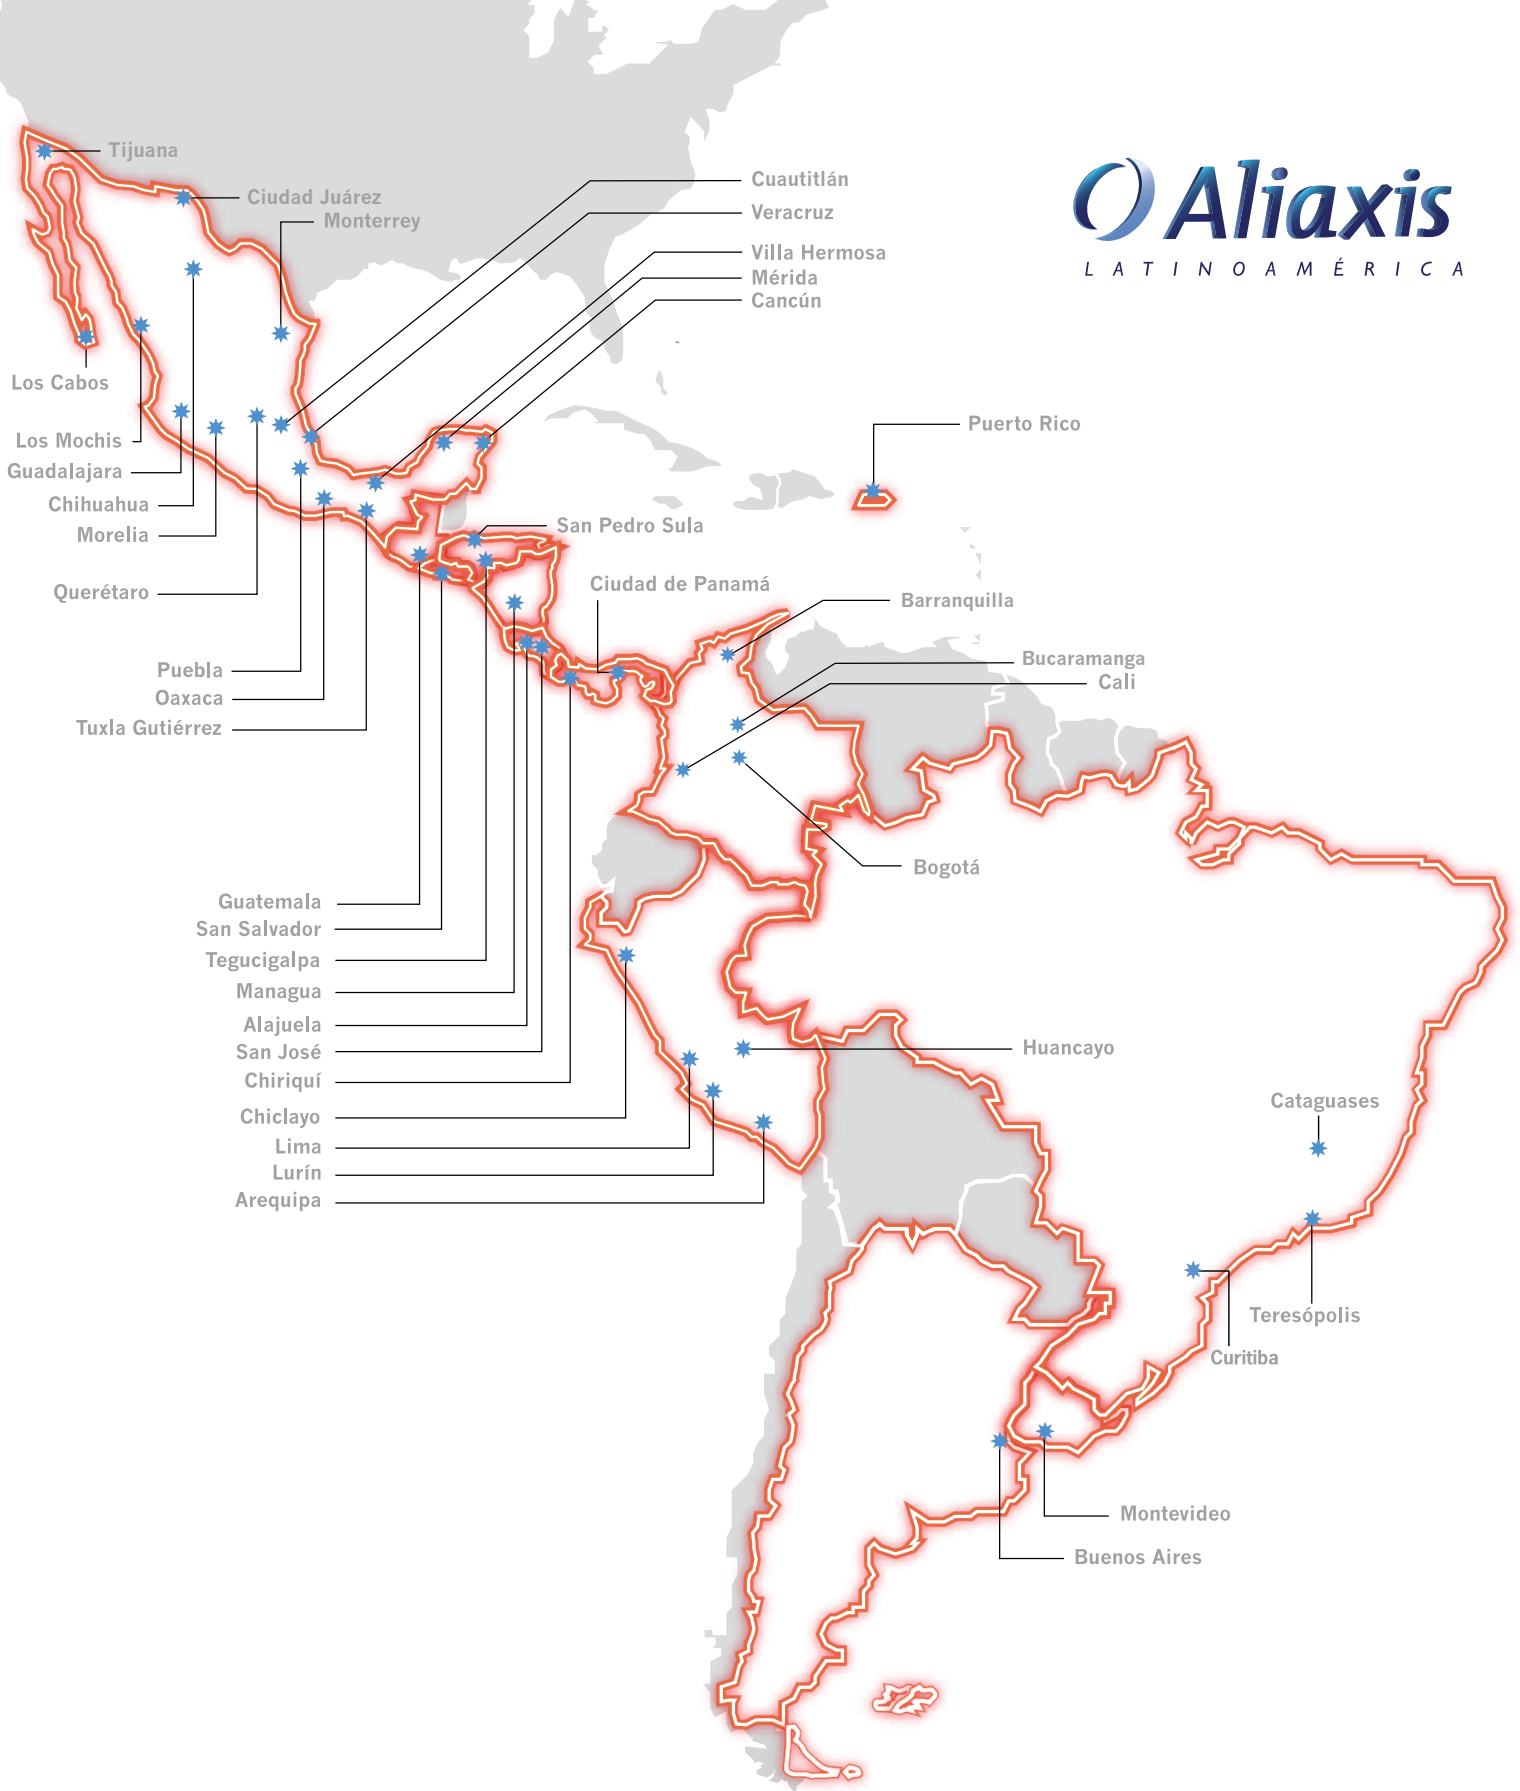 Tijuana
Ciudad Juárez
Monterrey
Cuautitlán
Veracruz
Villa Hermosa
Mérida
Cancún
Aliaxis
LATINOAMÉRICA
Los Cabos
Los Mochis
Guadalajara
Chihuahua
Morelia
Querétaro
Puebla
Oaxaca
Tuxla Gutiérrez
Puerto Rico
San Pedro Sula
Ciudad de Panamá
Barranquilla
Bucaramanga
Cali
Bogotá
Guatemala
San Salvador
Tegucigalpa
Managua
Alajuela
San José
Chiriquí
Chiclayo
Lima
Lurín
Arequipa
Huancayo
Cataguases
Teresópolis
Curitiba
Montevideo
Buenos Aires